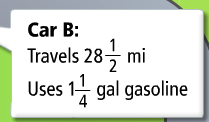 Car B:
Travels 28 1/2 mi
Uses 1 1/4 gal gasoline